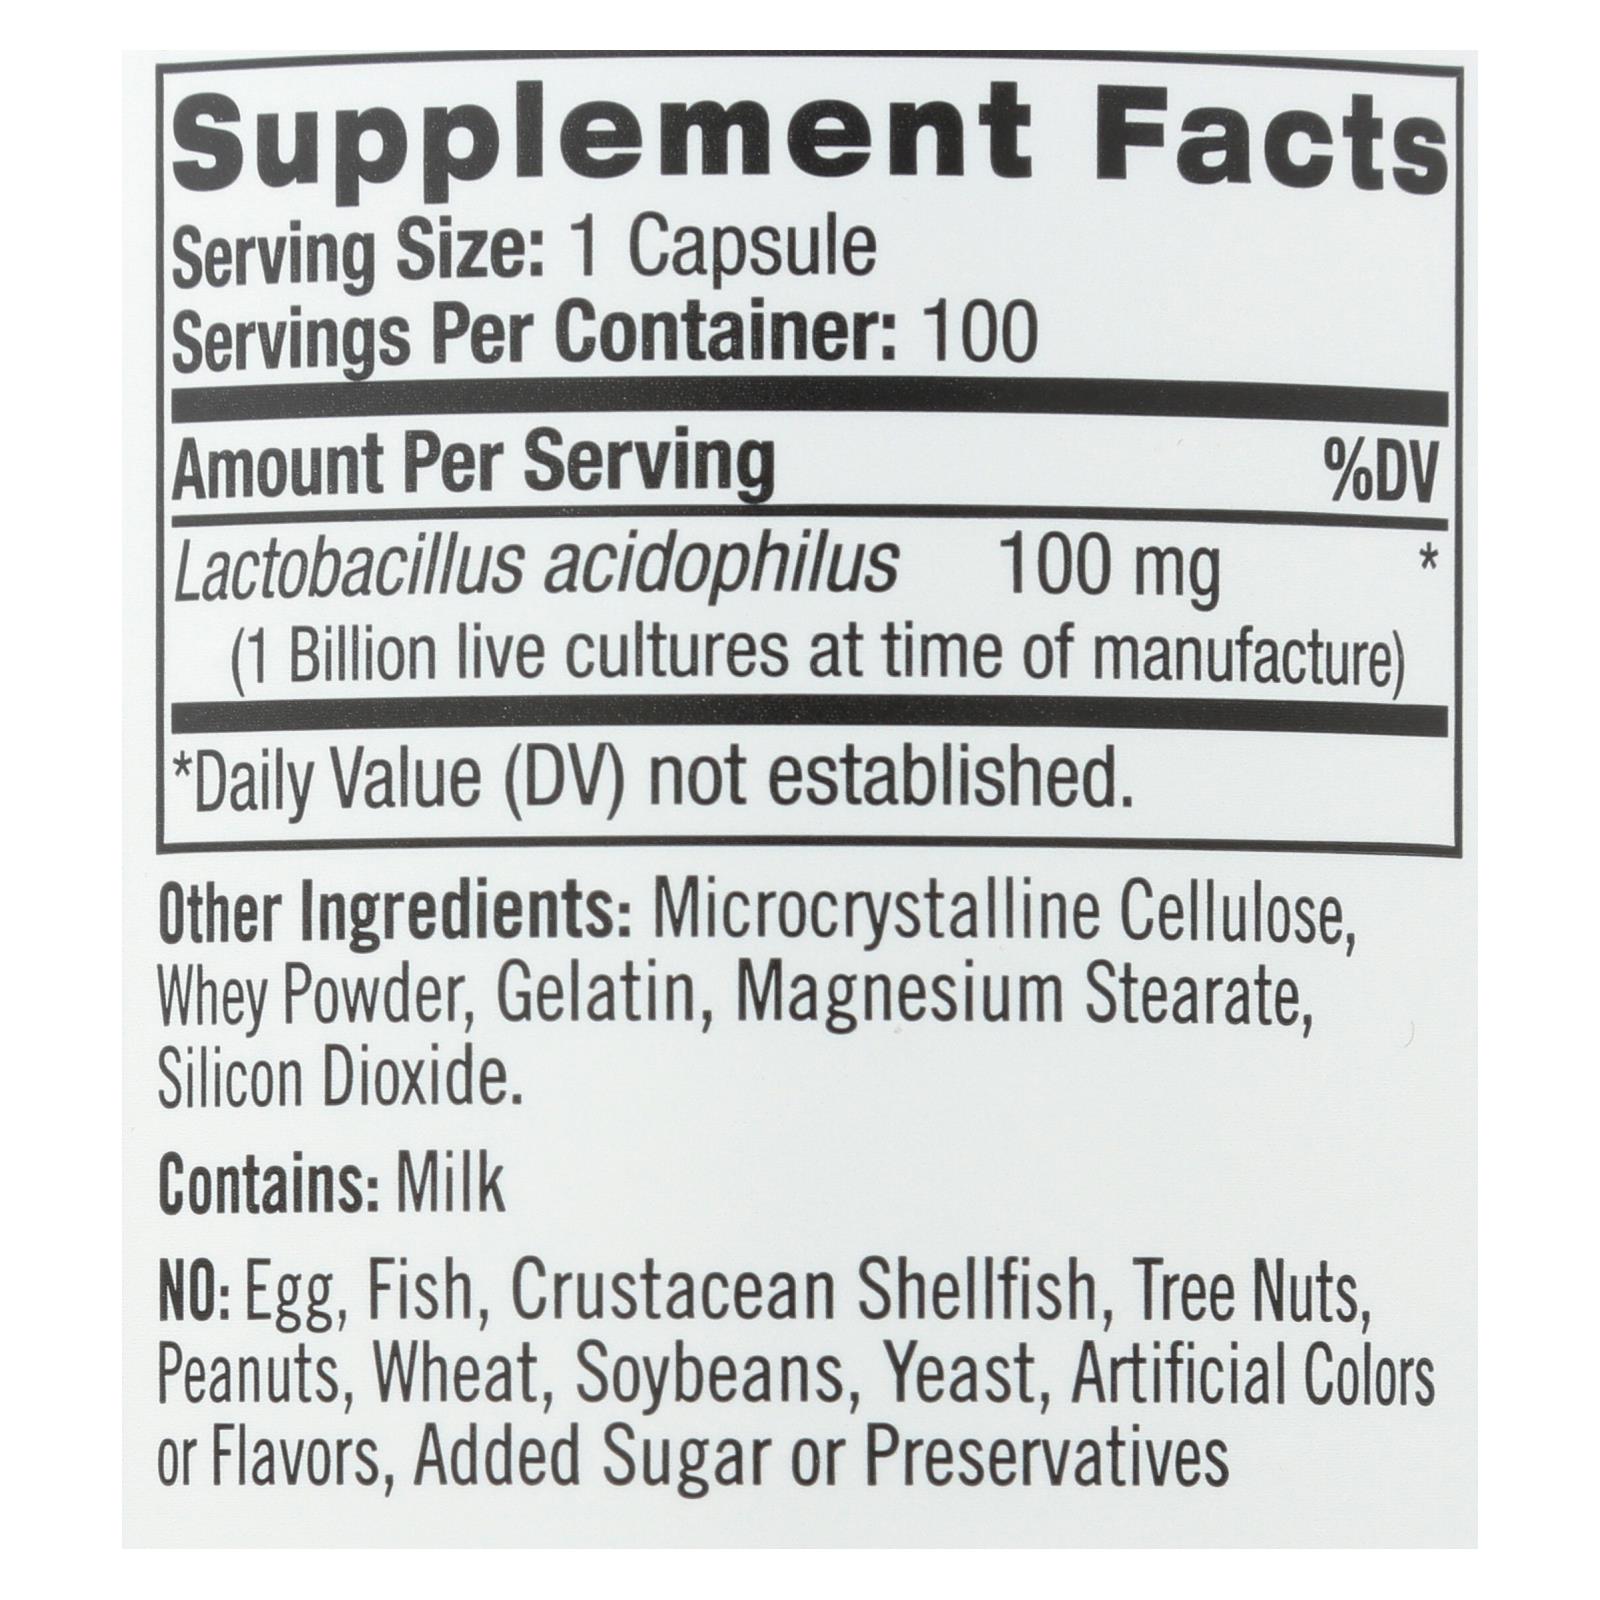 Supplement Facts
Serving Size: 1 Capsule
Servings Per Container: 100
Amount Per Serving %DV
Lactobacillus acidophilus 100 mg *
(1 Billion live cultures at time of manufacture)
*Daily Value (DV) not established.
Other Ingredients: Microcrystalline Cellulose,
Whey Powder, Gelatin, Magnesium Stearate,
Silicon Dioxide.
Contains: Milk
NO: Egg, Fish, Crustacean Shellfish, Tree Nuts,
Peanuts, Wheat, Soybeans, Yeast, Artificial Colors
or Flavors, Added Sugar or Preservatives